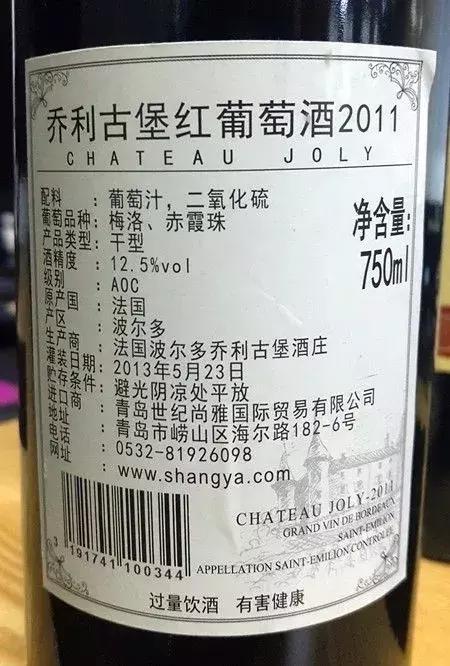 乔利古堡红葡萄酒2011
CHATEAU JOLY
配料：葡萄汁，二氧化硫
葡萄品种：梅洛、赤霞珠
产品类型：干型
酒精度：12.5%vol
级别：AOC
原产国：法国
产区：波尔多
生产商：法国波尔多乔利古堡酒庄
灌装日期：2013年5月23日
贮存条件：避光阴凉处平放
进口商：青岛世纪尚雅国际贸易有限公司
地址：青岛市崂山区海尔路182-6号
电话：0532-81926098
网址：www.shangya.com
净含量：
750ml
CHATEAU JOLY-2011
GRAND VIN DE BORDEAUX
SAINT-EMILION
APPELLATION SAINT-EMILION CONTROLEE
3 191741 100344
过量饮酒 有害健康